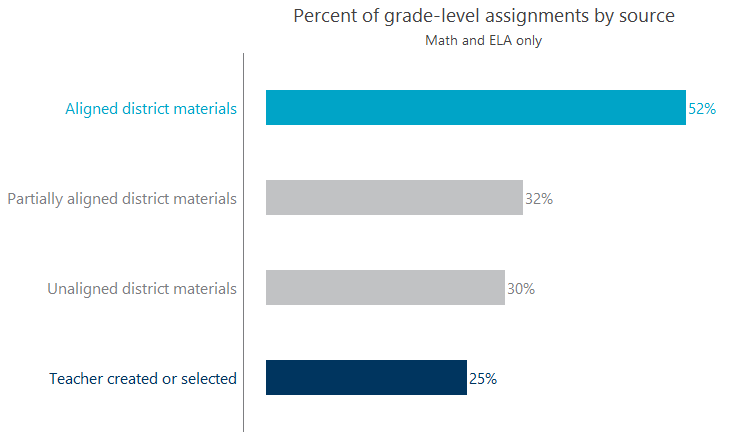 Percent of grade-level assignments by source
Math and ELA only
Aligned district materials 52%
Partially aligned district materials 32%
Unaligned district materials 30%
Teacher created or selected 25%